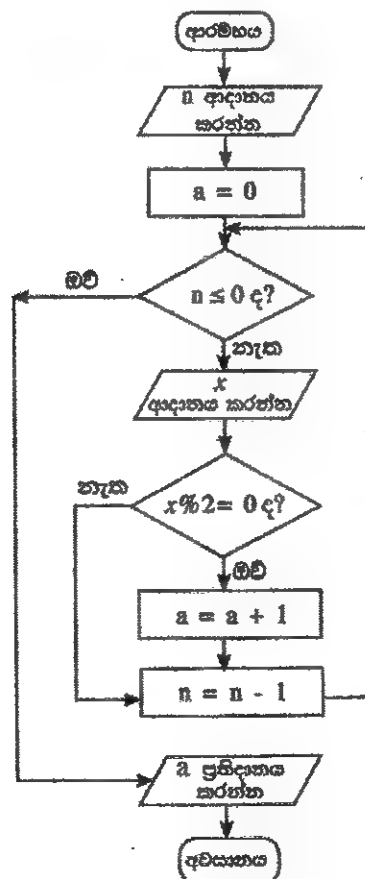 ආරම්භය
n ආදානය
කරන්න
a = 0
ඔව්
n ≤ 0 ද?
නැත
x
ආදානය කරන්න
නැත
x%2= 0 ද?
ඔව්
a = a + 1
n = n - 1
a ප්‍රතිදානය
කරන්න
අවසානය